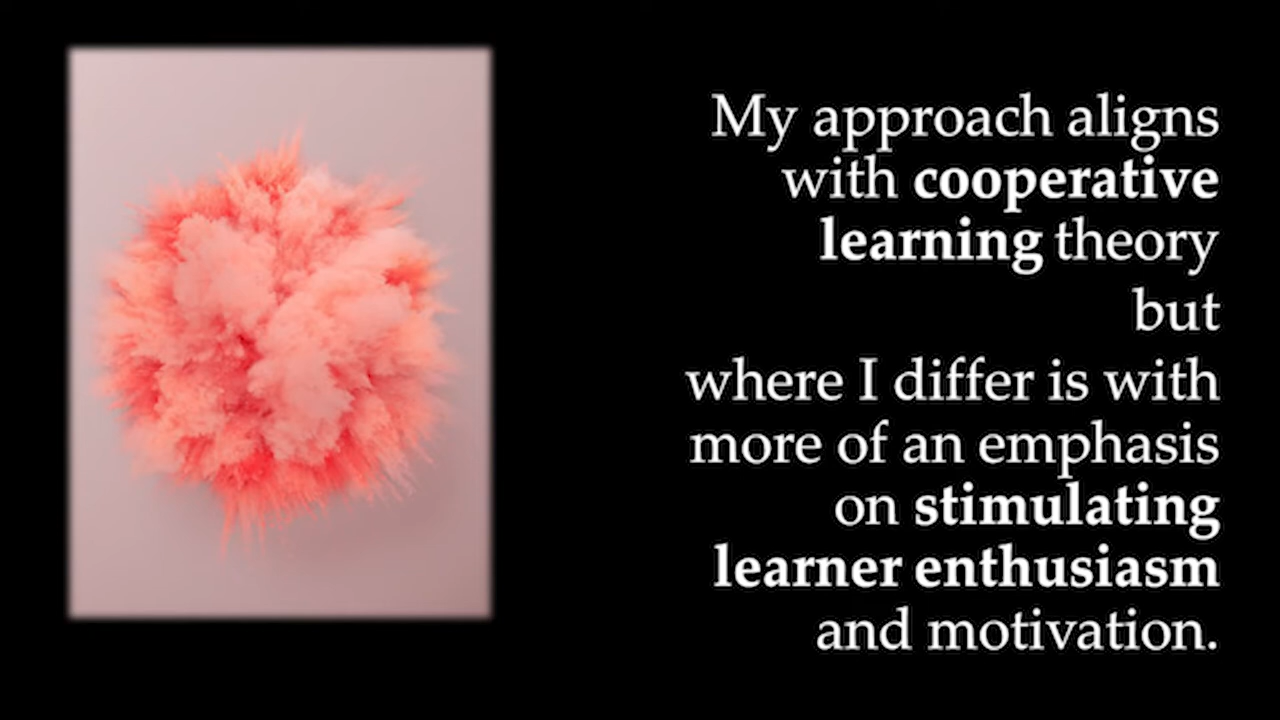 My approach aligns
with cooperative
learning theory
but
where I differ is with
more of an emphasis
on stimulating
learner enthusiasm
and motivation.